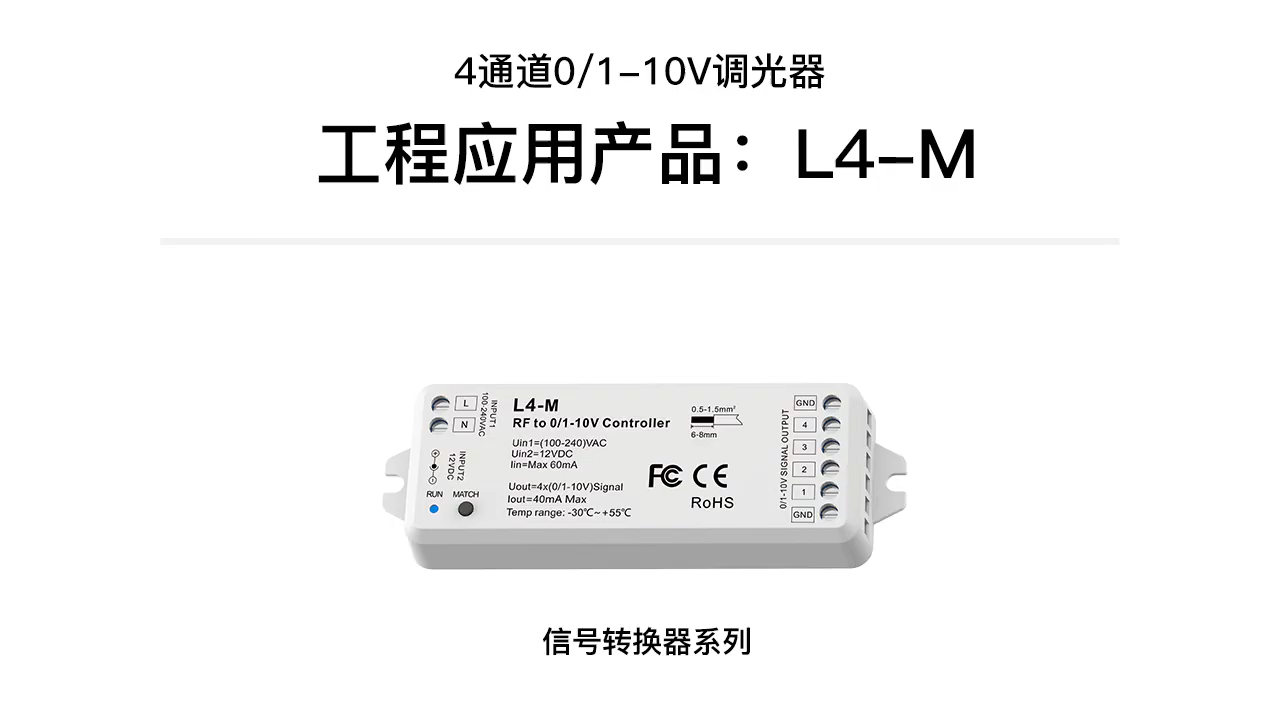 4通道0/1-10V调光器
工程应用产品：L4-M
L
N
INPUT1
100-240VAC
INPUT2
12VDC
RUN
MATCH
L4-M
RF to 0/1-10V Controller
Uin1=(100-240)VAC
Uin2=12VDC
Iin=Max 60mA
Uout=4x(0/1-10V)Signal
Iout=40mA Max
Temp range: -30℃~+55℃
0.5-1.5mm²
6-8mm
FC CE
RoHS
0/1-10V SIGNAL OUTPUT
GND
4
3
2
1
GND
信号转换器系列